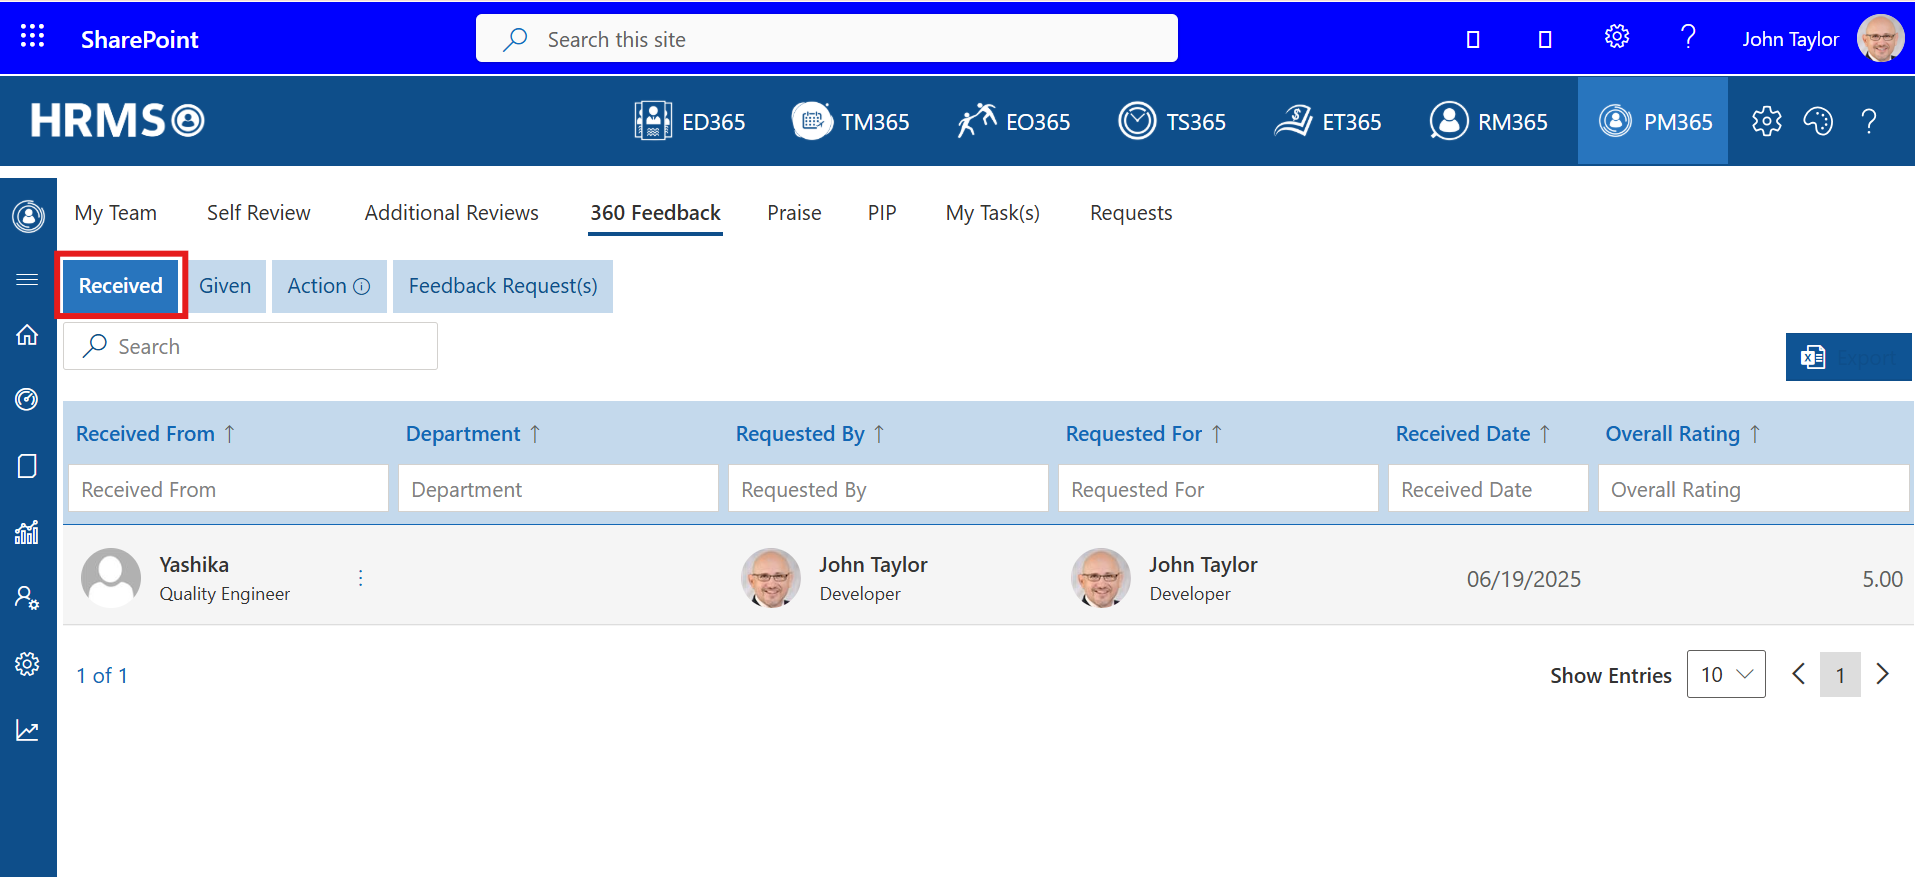 SharePoint
Search this site
John Taylor
HRMS
ED365
TM365
EO365
TS365
ET365
RM365
PM365
My Team
Self Review
Additional Reviews
360 Feedback
Praise
PIP
My Task(s)
Requests
Received
Given
Action
Feedback Request(s)
Search
Export
Received From ↑
Department ↑
Requested By ↑
Requested For ↑
Received Date ↑
Overall Rating ↑
Received From
Department
Requested By
Requested For
Received Date
Overall Rating
Yashika
Quality Engineer
John Taylor
Developer
John Taylor
Developer
06/19/2025
5.00
1 of 1
Show Entries
10
1